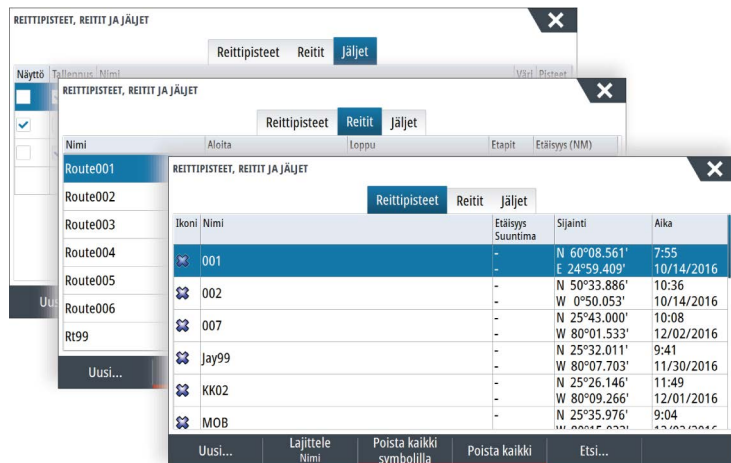 REITTIPISTEET, REITIT JA JÄLJET
Reittipisteet Reitit Jäljet
Näyttö Tallennus Nimi Väri Pisteet
REITTIPISTEET, REITIT JA JÄLJET
Reittipisteet Reitit Jäljet
Nimi Aloita Loppu Etapit Etäisyys (NM)
Route001
Route002
Route003
Route004
Route005
Route006
Rt99
Uusi...
REITTIPISTEET, REITIT JA JÄLJET
Reittipisteet Reitit Jäljet
Ikoni Nimi Etäisyys Sijainti Aika
Suuntima
001 - N 60°08.561' 7:55
- E 24°59.409' 10/14/2016
002 - N 50°33.886' 10:36
- W 0°50.053' 10/14/2016
007 - N 25°43.000' 10:08
- W 80°01.533' 12/02/2016
Jay99 - N 25°32.011' 9:41
- W 80°07.703' 11/30/2016
KK02 - N 25°26.146' 11:49
- W 80°09.266' 12/01/2016
MOB - N 25°35.976' 9:04
Uusi... Lajittele Poista kaikki Poista kaikki Etsi...
Nimi symbolilla